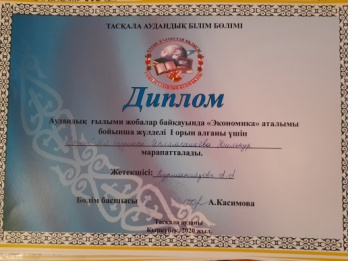 ТАСҚАЛА АУДАНДЫҚ БІЛІМ БӨЛІМІ
Диплом
Аудандық ғылыми жобалар байқауында «Экономика» аталымы
бойынша жүлделі І орын алғаны үшін
марапатталады.
Жетекшісі:
Бөлім басшысы А.Касимова
Тасқала ауданы
2020 жыл